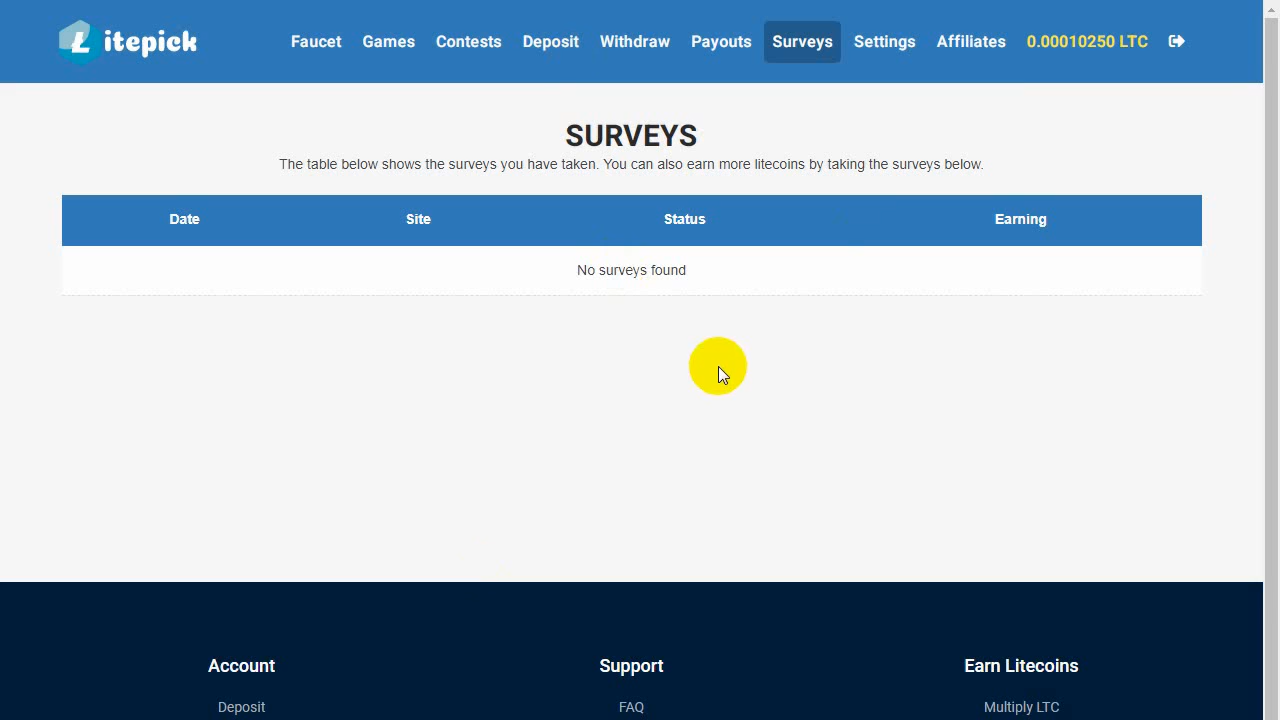 Litepick Faucet Games Contests Deposit Withdraw Payouts Surveys Settings Affiliates 0.00010250 LTC
SURVEYS
The table below shows the surveys you have taken. You can also earn more litecoins by taking the surveys below.
Date Site Status Earning
No surveys found
Account Support Earn Litecoins
Deposit FAQ Multiply LTC